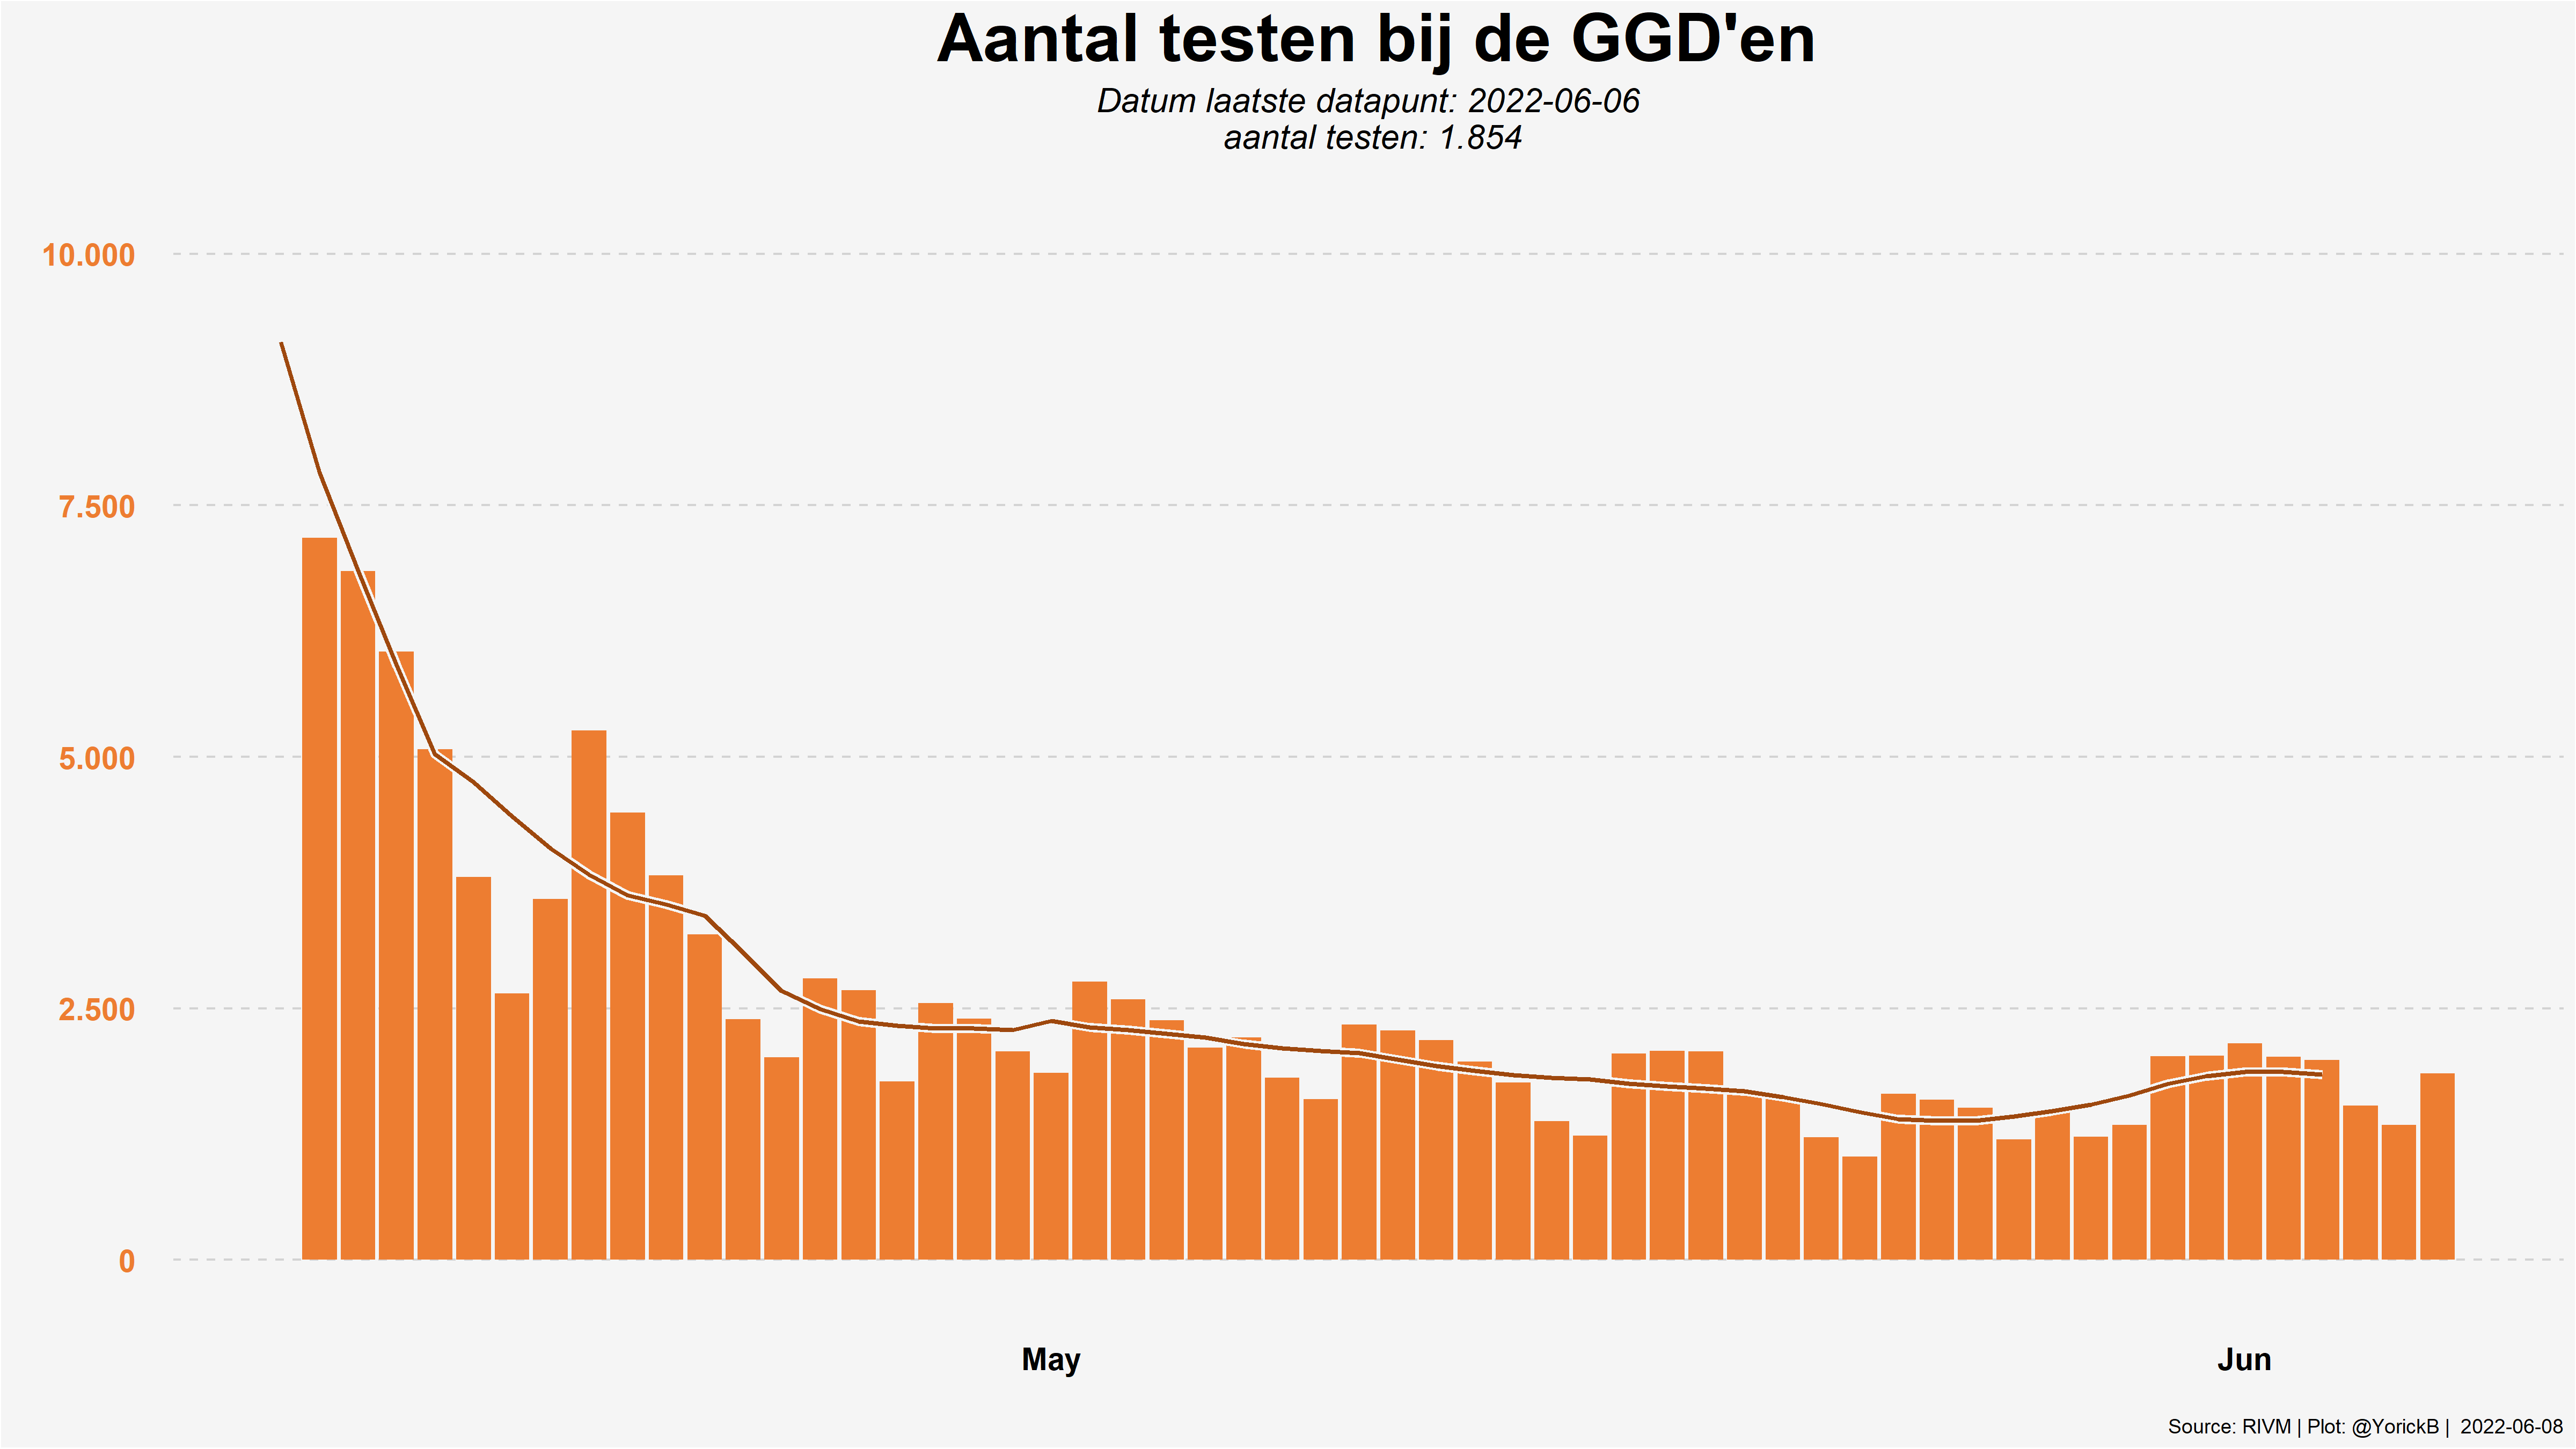 Aantal testen bij de GGD'en
Datum laatste datapunt: 2022-06-06
aantal testen: 1.854
10.000
7.500
5.000
2.500
0
May
Jun
Source: RIVM | Plot: @YorickB | 2022-06-08